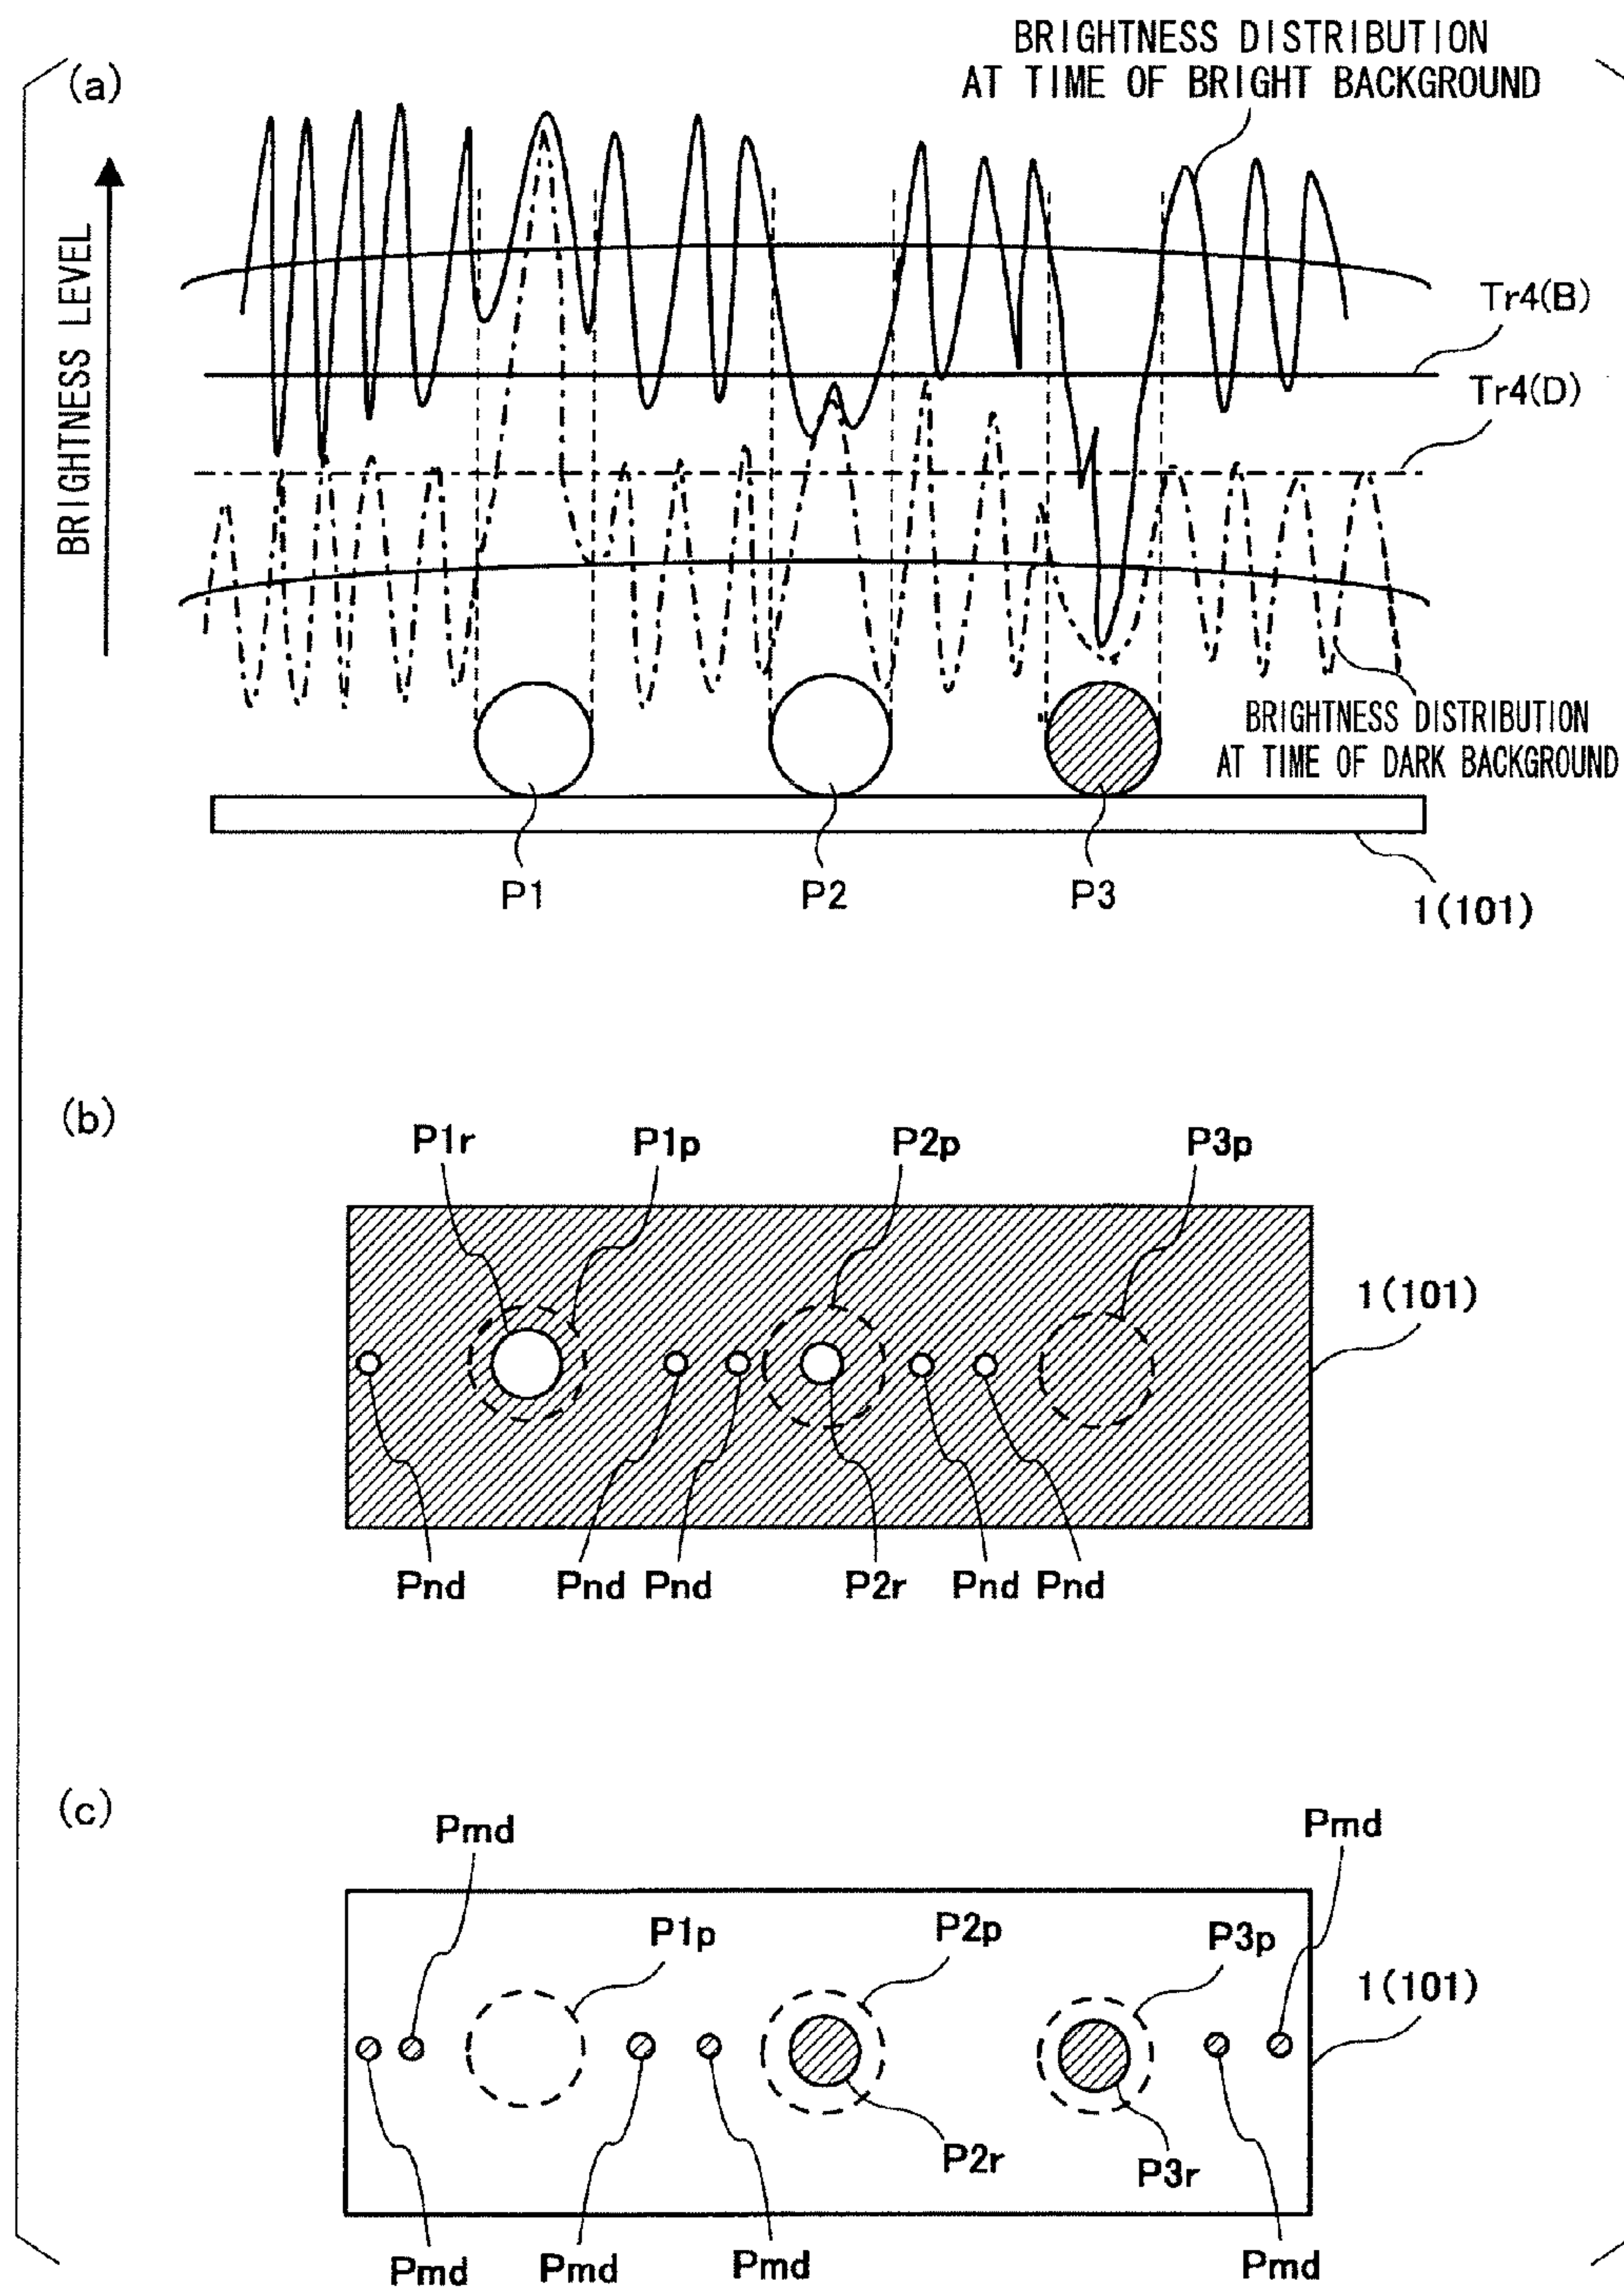 BRIGHTNESS DISTRIBUTION
AT TIME OF BRIGHT BACKGROUND
(a)
BRIGHTNESS LEVEL
Tr4(B)
Tr4(D)
BRIGHTNESS DISTRIBUTION
AT TIME OF DARK BACKGROUND
P1
P2
P3
1(101)
(b)
P1r
P1p
P2p
P3p
1(101)
Pnd
Pnd
Pnd
P2r
Pnd
Pnd
(c)
Pmd
Pmd
P1p
P2p
P3p
1(101)
P2r
P3r
Pmd
Pmd
Pmd
Pmd